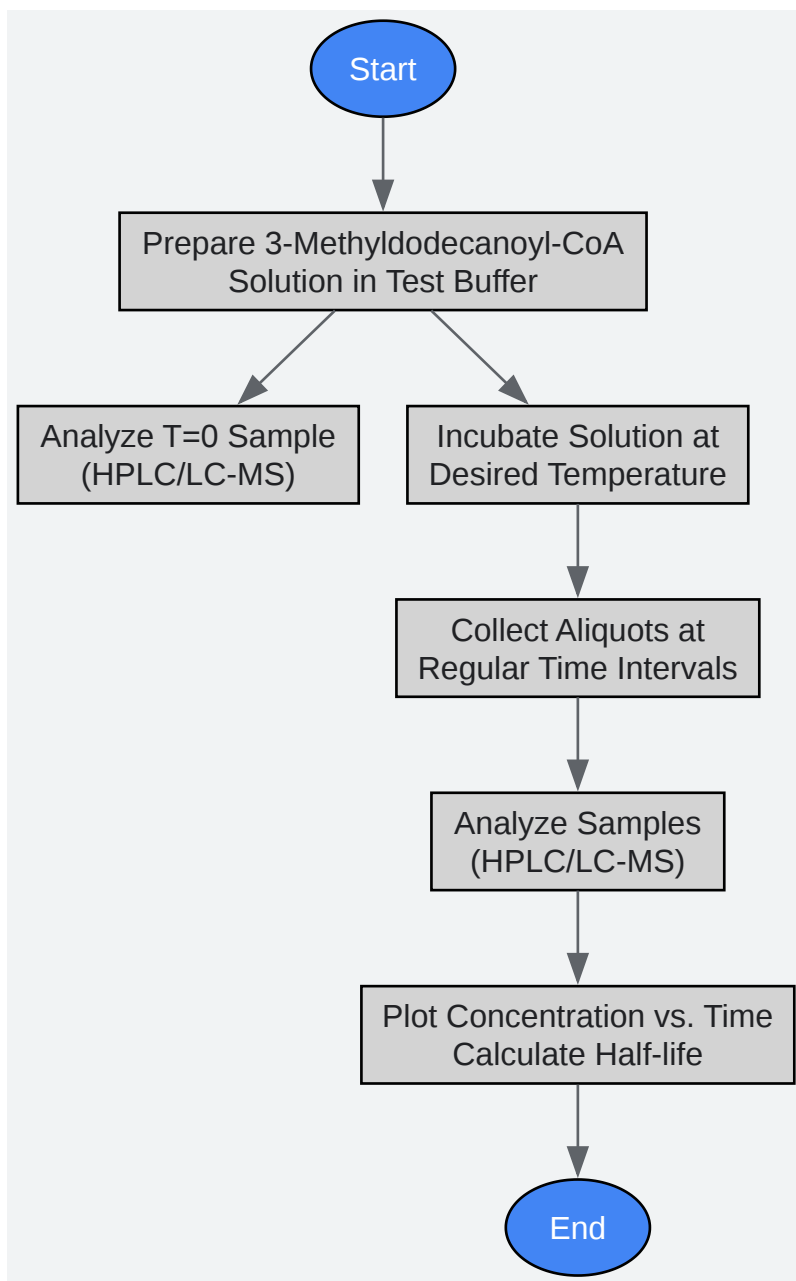 Start
Prepare 3-Methyldodecanoyl-CoA
Solution in Test Buffer
Analyze T=0 Sample
(HPLC/LC-MS)
Incubate Solution at
Desired Temperature
Collect Aliquots at
Regular Time Intervals
Analyze Samples
(HPLC/LC-MS)
Plot Concentration vs. Time
Calculate Half-life
End